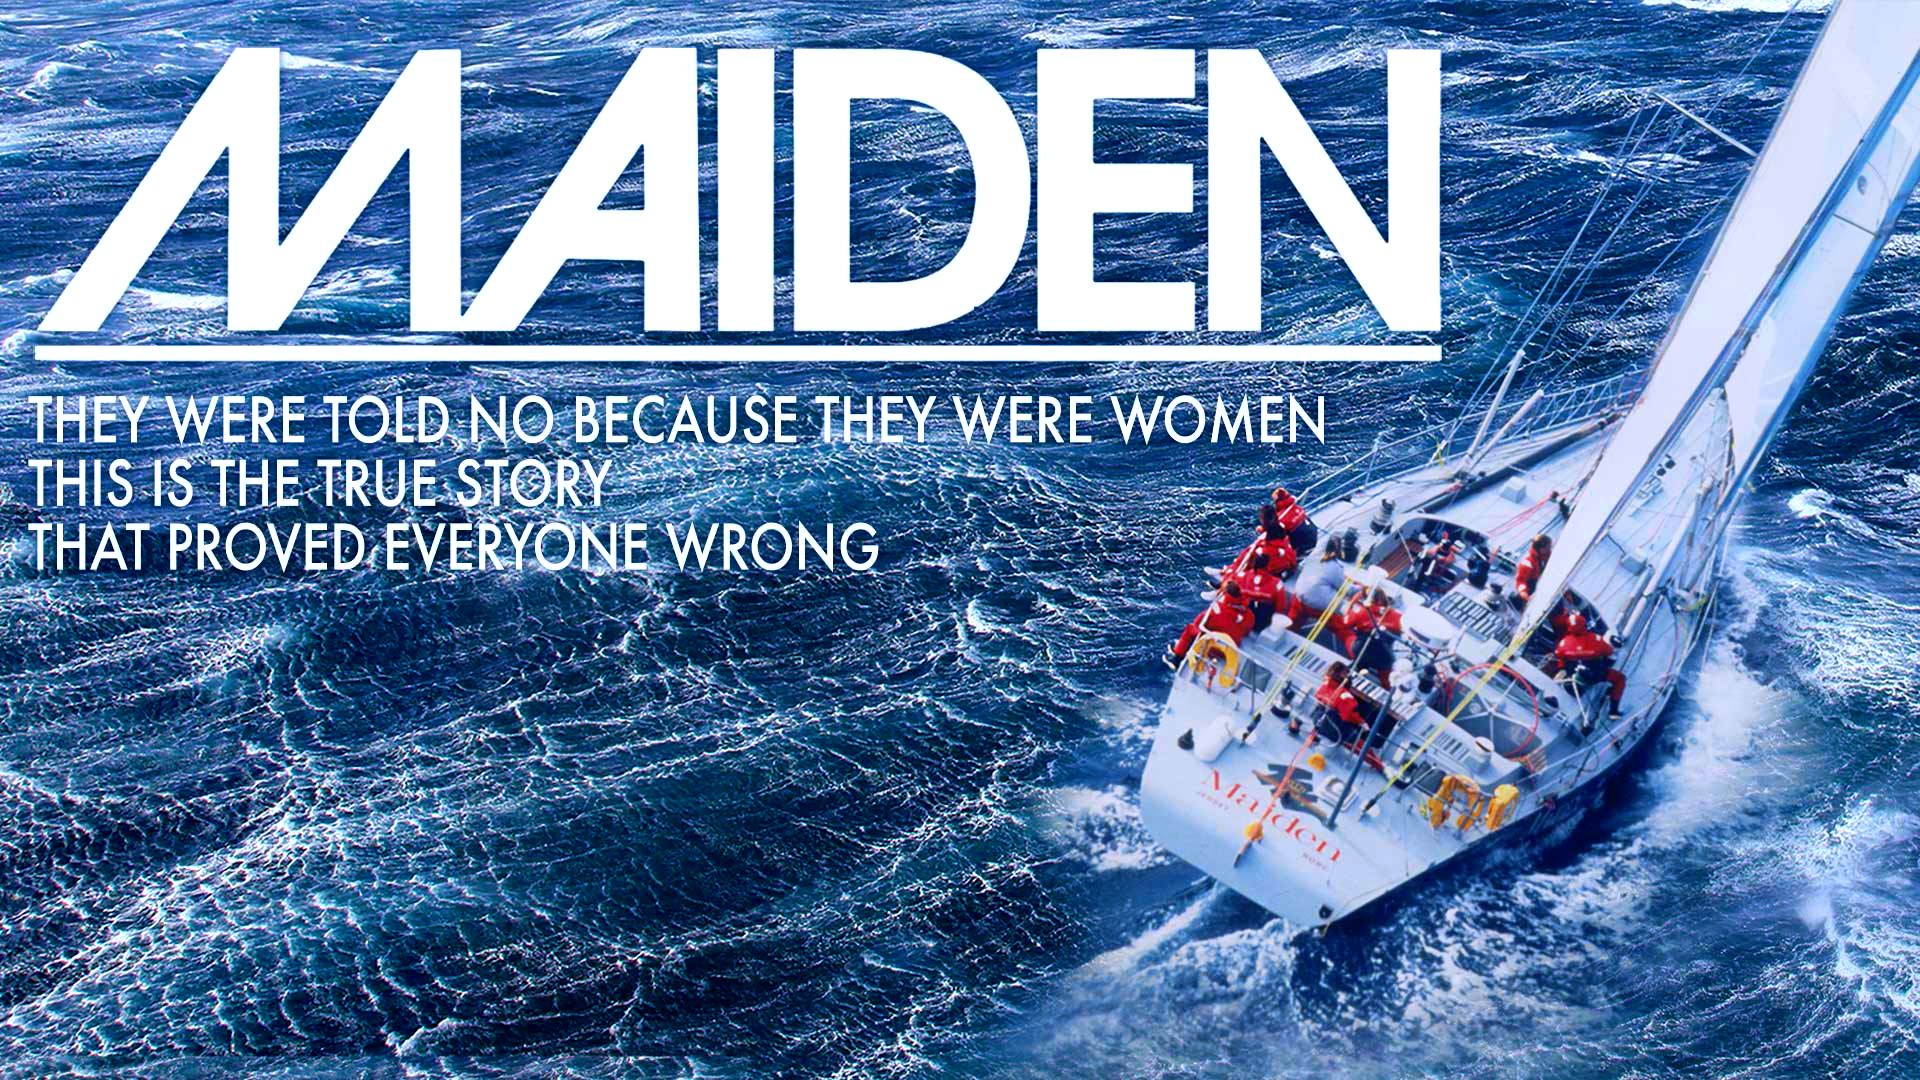 MAIDEN
THEY WERE TOLD NO BECAUSE THEY WERE WOMEN
THIS IS THE TRUE STORY
THAT PROVED EVERYONE WRONG
Maiden